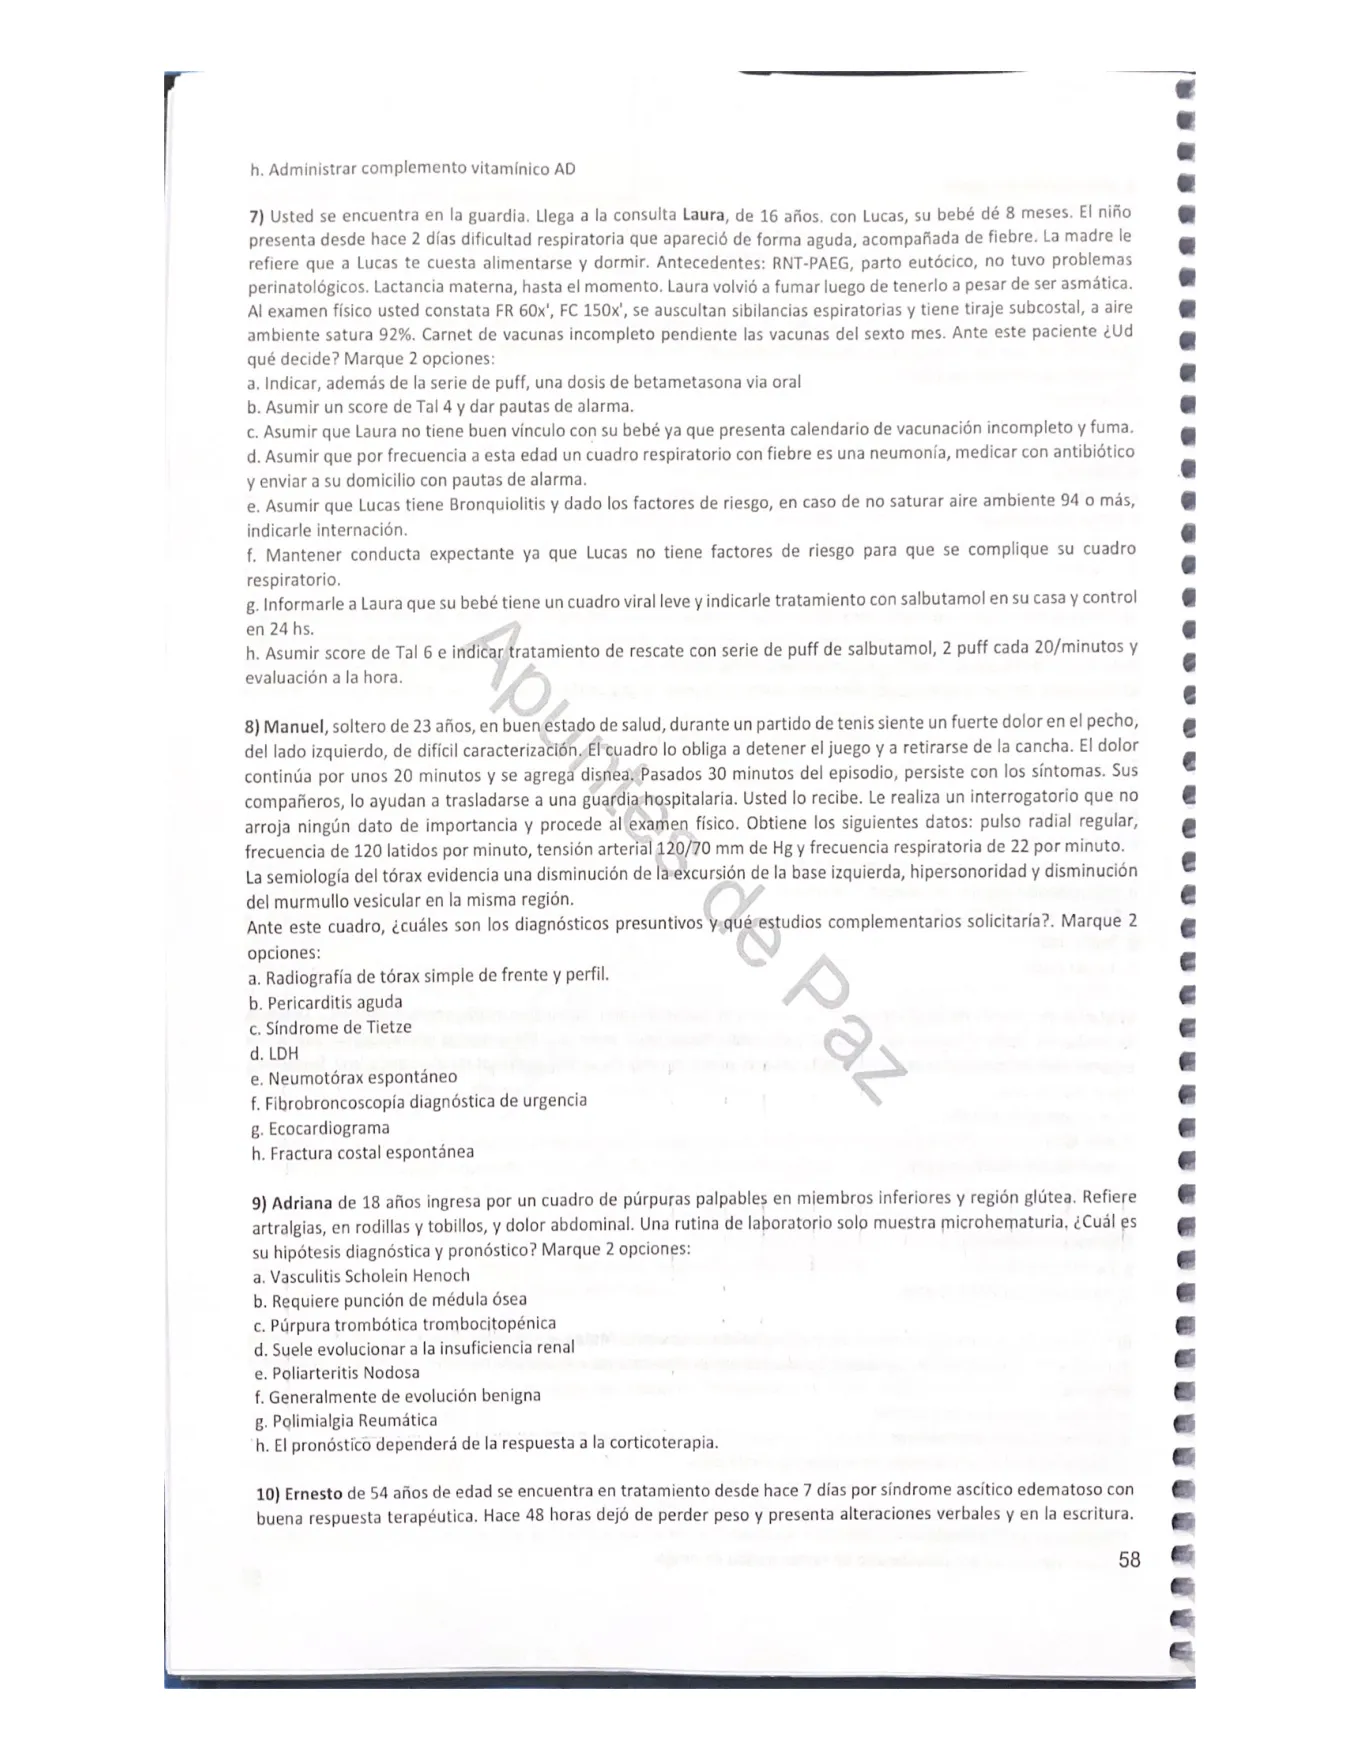 h. Administrar complemento vitamínico AD
7) Usted se encuentra en la guardia. Llega a la consulta Laura, de 16 años. con Lucas, su bebé dé 8 meses. El niño
presenta desde hace 2 días dificultad respiratoria que apareció de forma aguda, acompañada de fiebre. La madre le
refiere que a Lucas te cuesta alimentarse y dormir. Antecedentes: RNT-PAEG, parto eutócico, no tuvo problemas
perinatológicos. Lactancia materna, hasta el momento. Laura volvió a fumar luego de tenerlo a pesar de ser asmática.
Al examen físico usted constata FR 60x', FC 150x', se auscultan sibilancias espiratorias y tiene tiraje subcostal, a aire
ambiente satura 92%. Carnet de vacunas incompleto pendiente las vacunas del sexto mes. Ante este paciente ¿Ud
qué decide? Marque 2 opciones:
a. Indicar, además de la serie de puff, una dosis de betametasona via oral
b. Asumir un score de Tal 4 y dar pautas de alarma.
c. Asumir que Laura no tiene buen vínculo con su bebé ya que presenta calendario de vacunación incompleto y fuma.
d. Asumir que por frecuencia a esta edad un cuadro respiratorio con fiebre es una neumonía, medicar con antibiótico
y enviar a su domicilio con pautas de alarma.
e. Asumir que Lucas tiene Bronquiolitis y dado los factores de riesgo, en caso de no saturar aire ambiente 94 o más,
indicarle internación.
f. Mantener conducta expectante ya que Lucas no tiene factores de riesgo para que se complique su cuadro
respiratorio.
g. Informarle a Laura que su bebé tiene un cuadro viral leve y indicarle tratamiento con salbutamol en su casa y control
en 24 hs.
h. Asumir score de Tal 6 e indicar tratamiento de rescate con serie de puff de salbutamol, 2 puff cada 20/minutos y
evaluación a la hora.
8) Manuel, soltero de 23 años, en buen estado de salud, durante un partido de tenis siente un fuerte dolor en el pecho,
del lado izquierdo, de difícil caracterización. El cuadro lo obliga a detener el juego y a retirarse de la cancha. El dolor
continúa por unos 20 minutos y se agrega disnea. Pasados 30 minutos del episodio, persiste con los síntomas. Sus
compañeros, lo ayudan a trasladarse a una guardia hospitalaria. Usted lo recibe. Le realiza un interrogatorio que no
arroja ningún dato de importancia y procede al examen físico. Obtiene los siguientes datos: pulso radial regular,
frecuencia de 120 latidos por minuto, tensión arterial 120/70 mm de Hg y frecuencia respiratoria de 22 por minuto.
La semiología del tórax evidencia una disminución de la excursión de la base izquierda, hipersonoridad y disminución
del murmullo vesicular en la misma región.
Ante este cuadro, ¿cuáles son los diagnósticos presuntivos y qué estudios complementarios solicitaría?. Marque 2
opciones:
a. Radiografía de tórax simple de frente y perfil.
b. Pericarditis aguda
c. Síndrome de Tietze
d. LDH
e. Neumotórax espontáneo
f. Fibrobroncoscopía diagnóstica de urgencia
g. Ecocardiograma
h. Fractura costal espontánea
9) Adriana de 18 años ingresa por un cuadro de púrpuras palpables en miembros inferiores y región glútea. Refiere
artralgias, en rodillas y tobillos, y dolor abdominal. Una rutina de laboratorio solo muestra microhematuria. ¿Cuál es
su hipótesis diagnóstica y pronóstico? Marque 2 opciones:
a. Vasculitis Scholein Henoch
b. Requiere punción de médula ósea
c. Púrpura trombótica trombocitopénica
d. Suele evolucionar a la insuficiencia renal
e. Poliarteritis Nodosa
f. Generalmente de evolución benigna
g. Polimialgia Reumática
h. El pronóstico dependerá de la respuesta a la corticoterapia.
10) Ernesto de 54 años de edad se encuentra en tratamiento desde hace 7 días por síndrome ascítico edematoso con
buena respuesta terapéutica. Hace 48 horas dejó de perder peso y presenta alteraciones verbales y en la escritura.
58
Apuntes de Paz